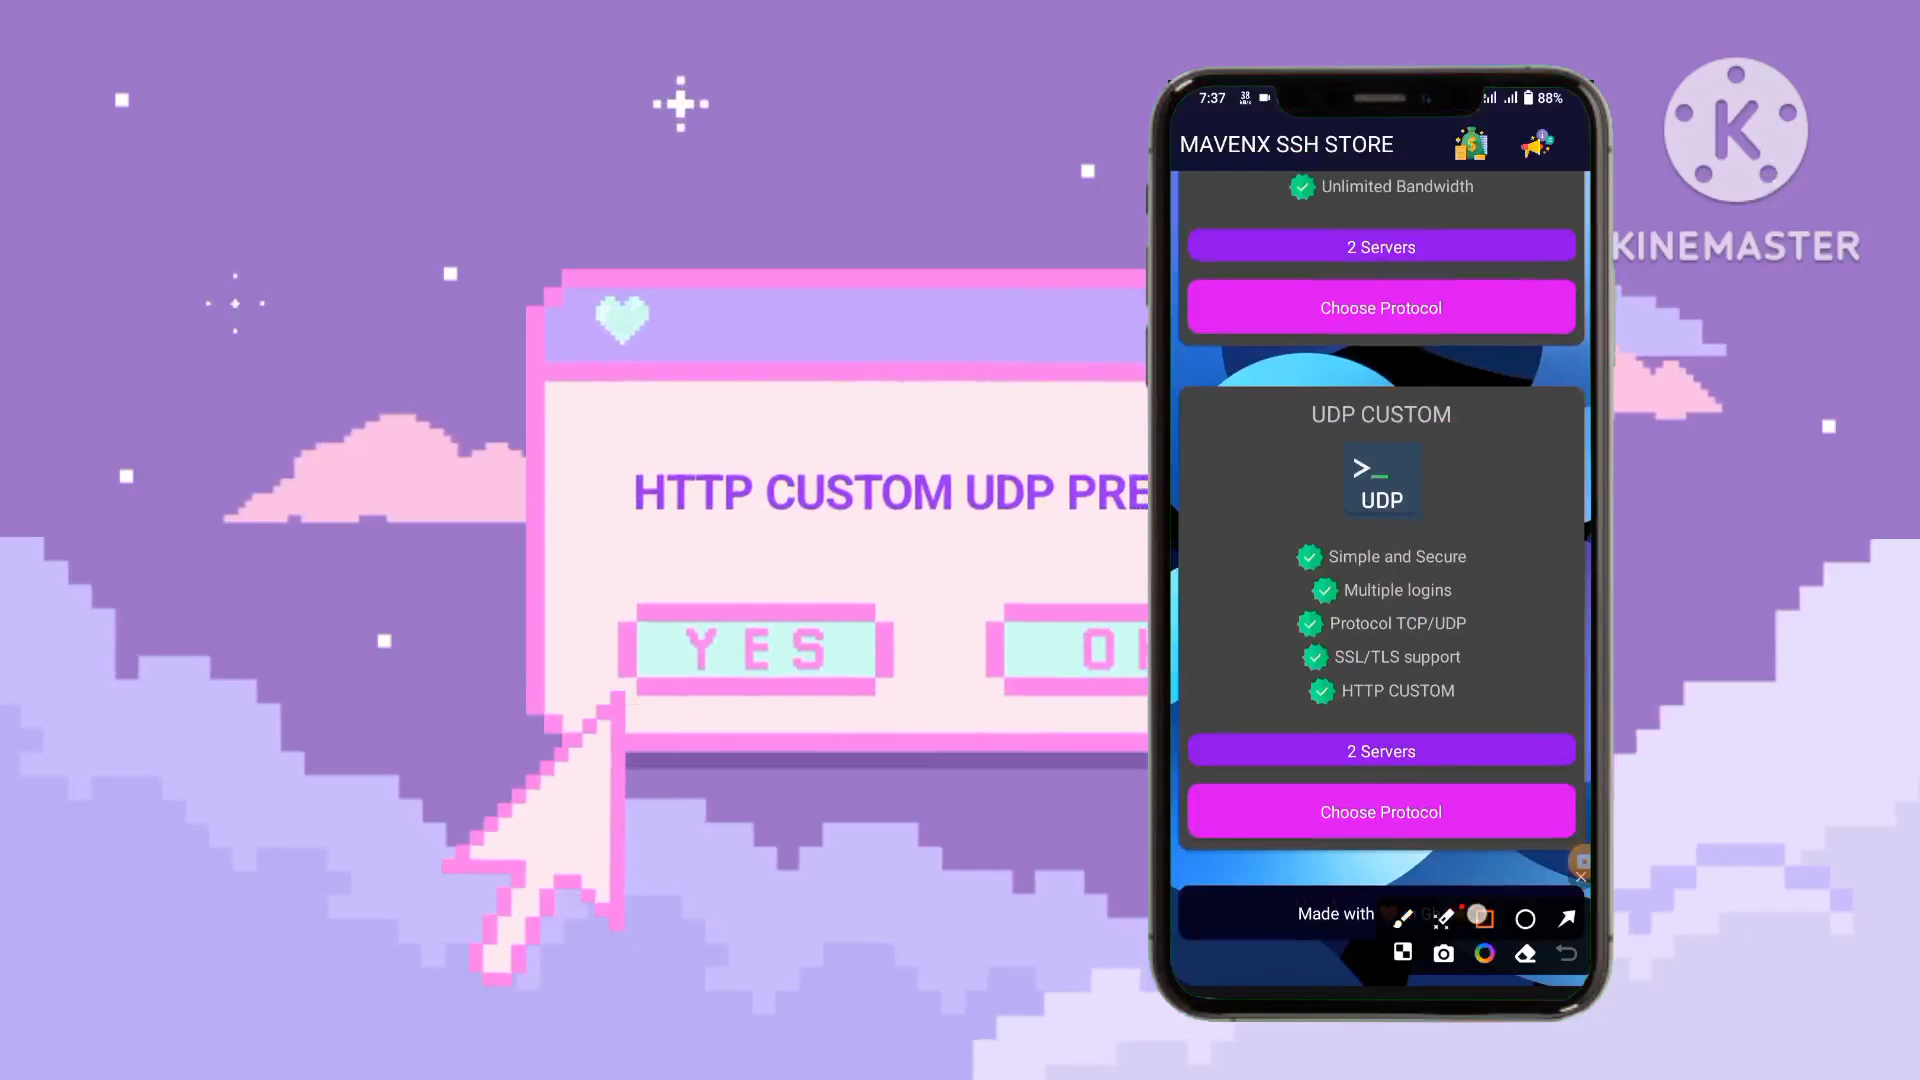 HTTP CUSTOM UDP PRE
YES
O
7:37
38
88%
MAVENX SSH STORE
Unlimited Bandwidth
2 Servers
Choose Protocol
UDP CUSTOM
>_
UDP
Simple and Secure
Multiple logins
Protocol TCP/UDP
SSL/TLS support
HTTP CUSTOM
2 Servers
Choose Protocol
Made with
K
KINEMASTER